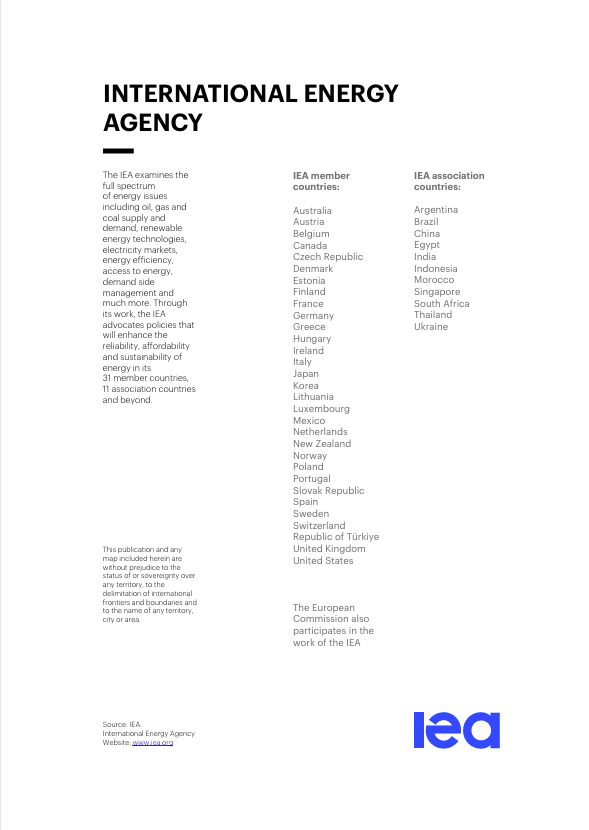 INTERNATIONAL ENERGY
AGENCY
The IEA examines the
full spectrum
of energy issues
including oil, gas and
coal supply and
demand, renewable
energy technologies,
electricity markets,
energy efficiency,
access to energy,
demand side
management and
much more. Through
its work, the IEA
advocates policies that
will enhance the
reliability, affordability
and sustainability of
energy in its
31 member countries,
11 association countries
and beyond.
This publication and any
map included herein are
without prejudice to the
status of or sovereignty over
any territory, to the
delimitation of international
frontiers and boundaries and
to the name of any territory,
city or area.
IEA member
countries:
Australia
Austria
Belgium
Canada
Czech Republic
Denmark
Estonia
Finland
France
Germany
Greece
Hungary
Ireland
Italy
Japan
Korea
Lithuania
Luxembourg
Mexico
Netherlands
New Zealand
Norway
Poland
Portugal
Slovak Republic
Spain
Sweden
Switzerland
Republic of Türkiye
United Kingdom
United States
The European
Commission also
participates in the
work of the IEA
IEA association
countries:
Argentina
Brazil
China
Egypt
India
Indonesia
Morocco
Singapore
South Africa
Thailand
Ukraine
Source: IEA.
International Energy Agency
Website: www.iea.org
iea